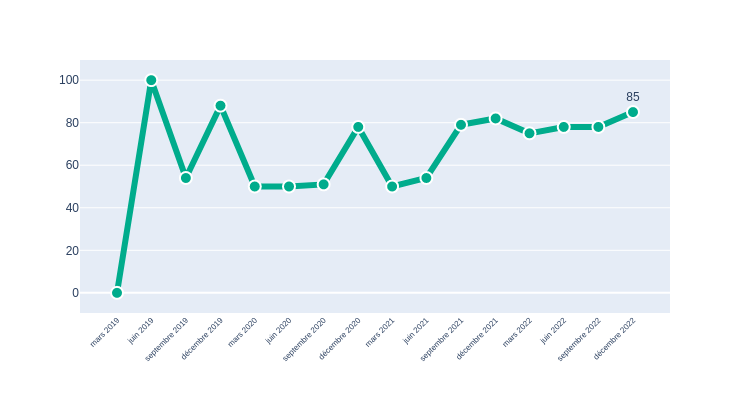 100
80
60
40
20
0
85
mars 2019
juin 2019
septembre 2019
décembre 2019
mars 2020
juin 2020
septembre 2020
décembre 2020
mars 2021
juin 2021
septembre 2021
décembre 2021
mars 2022
juin 2022
septembre 2022
décembre 2022